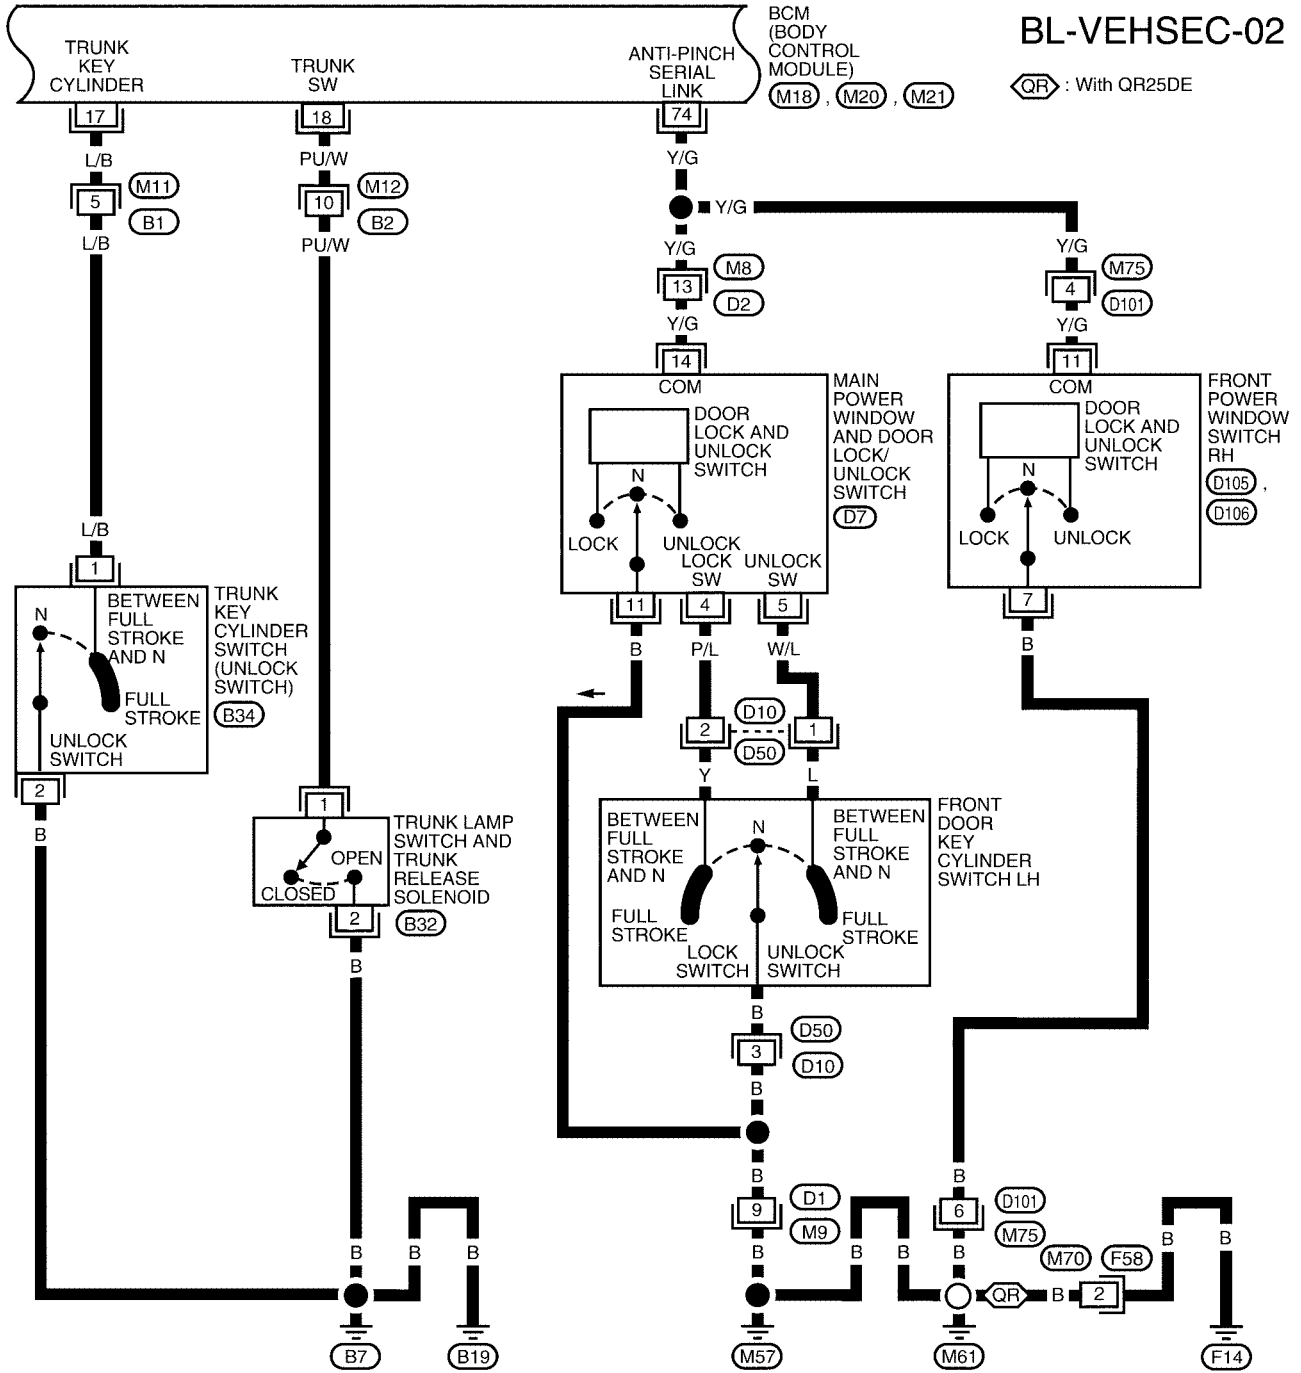 BL-VEHSEC-02
QR : With QR25DE
BCM
(BODY
CONTROL
MODULE)
M18 , M20 , M21
TRUNK
KEY
CYLINDER
TRUNK
SW
ANTI-PINCH
SERIAL
LINK
17
18
74
L/B
PU/W
Y/G
5
M11
B1
10
M12
B2
Y/G
L/B
PU/W
Y/G
Y/G
13
M8
D2
4
M75
D101
Y/G
Y/G
14
11
COM
DOOR
LOCK AND
UNLOCK
SWITCH
N
LOCK
UNLOCK
LOCK
SW
UNLOCK
SW
MAIN
POWER
WINDOW
AND DOOR
LOCK/
UNLOCK
SWITCH
D7
COM
DOOR
LOCK AND
UNLOCK
SWITCH
N
LOCK
UNLOCK
FRONT
POWER
WINDOW
SWITCH
RH
D105 ,
D106
L/B
1
N
BETWEEN
FULL
STROKE
AND N
FULL
STROKE
UNLOCK
SWITCH
TRUNK
KEY
CYLINDER
SWITCH
(UNLOCK
SWITCH)
B34
2
B
11
4
5
7
B
P/L
W/L
B
2
D10
D50
1
Y
L
1
OPEN
CLOSED
TRUNK LAMP
SWITCH AND
TRUNK
RELEASE
SOLENOID
B32
2
B
BETWEEN
FULL
STROKE
AND N
N
BETWEEN
FULL
STROKE
AND N
FULL
STROKE
FULL
STROKE
LOCK
SWITCH
UNLOCK
SWITCH
FRONT
DOOR
KEY
CYLINDER
SWITCH LH
B
3
D50
D10
B
B
9
D1
M9
B
B
6
D101
M75
B
B
B
B
B
B
M70
F58
QR
B
2
B
B
B7
B19
M57
M61
F14